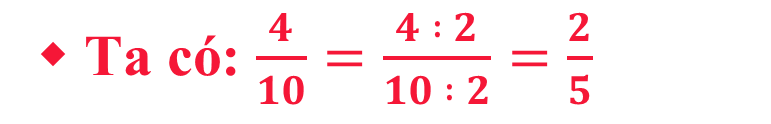 ◆ Ta có: 4/10 = 4 : 2/10 : 2 = 2/5